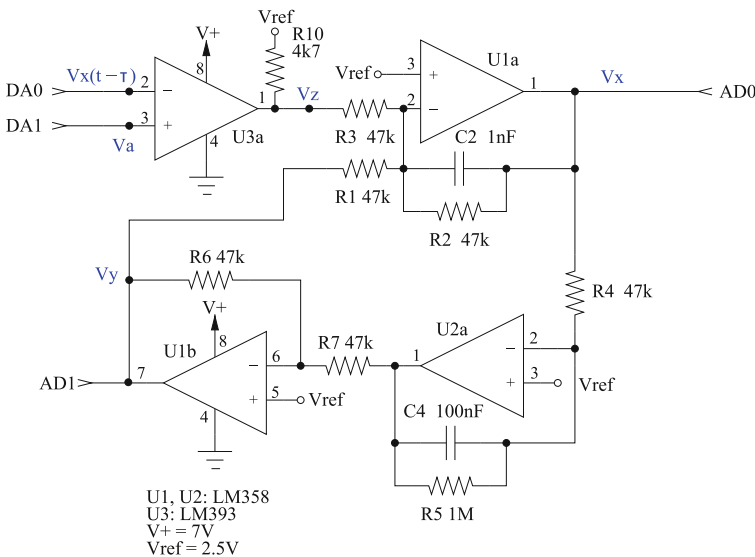 Vref
R10
4k7
V+
8
DA0
Vx(t−τ)
2
−
1
Vz
DA1
3
+
Va
4
U3a
R3 47k
Vref
3
+
2
−
U1a
1
Vx
AD0
C2 1nF
R1 47k
R2 47k
Vy
R6 47k
R4 47k
V+
8
U1b
7
AD1
6
−
5
+
Vref
4
R7 47k
U2a
1
2
−
3
+
Vref
C4 100nF
R5 1M
U1, U2: LM358
U3: LM393
V+ = 7V
Vref = 2.5V